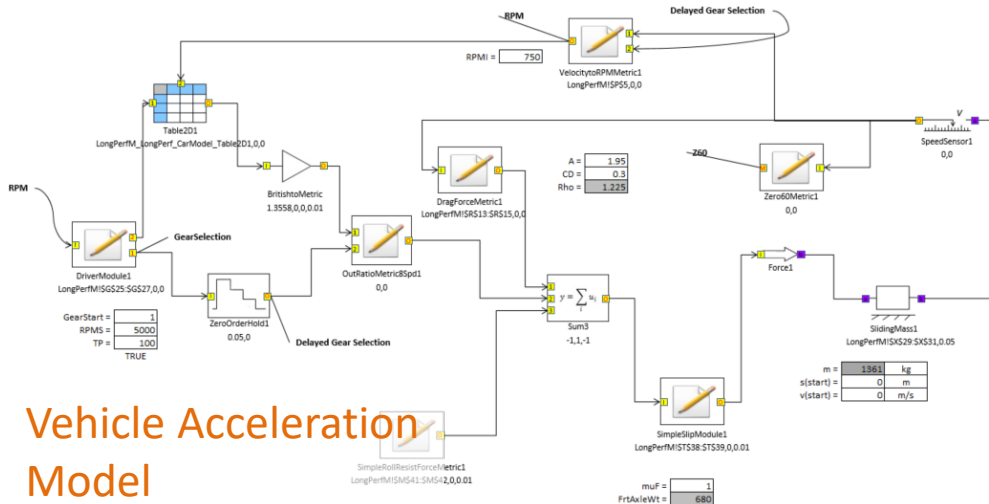 RPM
Delayed Gear Selection
RPMI = 750
VelocitytoRPMMetric1
LongPerfM!$P$5,0,0
Table2D1
LongPerfM_LongPerf_CarModel_Table2D1,0,0
V
SpeedSensor1
0,0
Z60
A = 1.95
CD = 0.3
Rho = 1.225
BritishtoMetric
1.3558,0,0,0.01
DragForceMetric1
LongPerfM!$R$13:$R$15,0,0
Zero60Metric1
0,0
RPM
GearSelection
DriverModule1
LongPerfM!$G$25:$G$27,0,0
OutRatioMetric8Spd1
0,0
Force1
y = ∑ uᵢ
i
Sum3
-1,1,-1
ZeroOrderHold1
0.05,0
Delayed Gear Selection
GearStart = 1
RPMS = 5000
TP = 100
TRUE
SlidingMass1
LongPerfM!$X$29:$X$31,0.05
m = 1361 kg
s(start) = 0 m
v(start) = 0 m/s
Vehicle Acceleration
Model
SimpleSlipModule1
LongPerfM!$T$38:$T$39,0,0.01
SimpleRollResistForceMetric1
LongPerfM!$M$41:$M$42,0,0.01
muF = 1
FrtAxleWt = 680